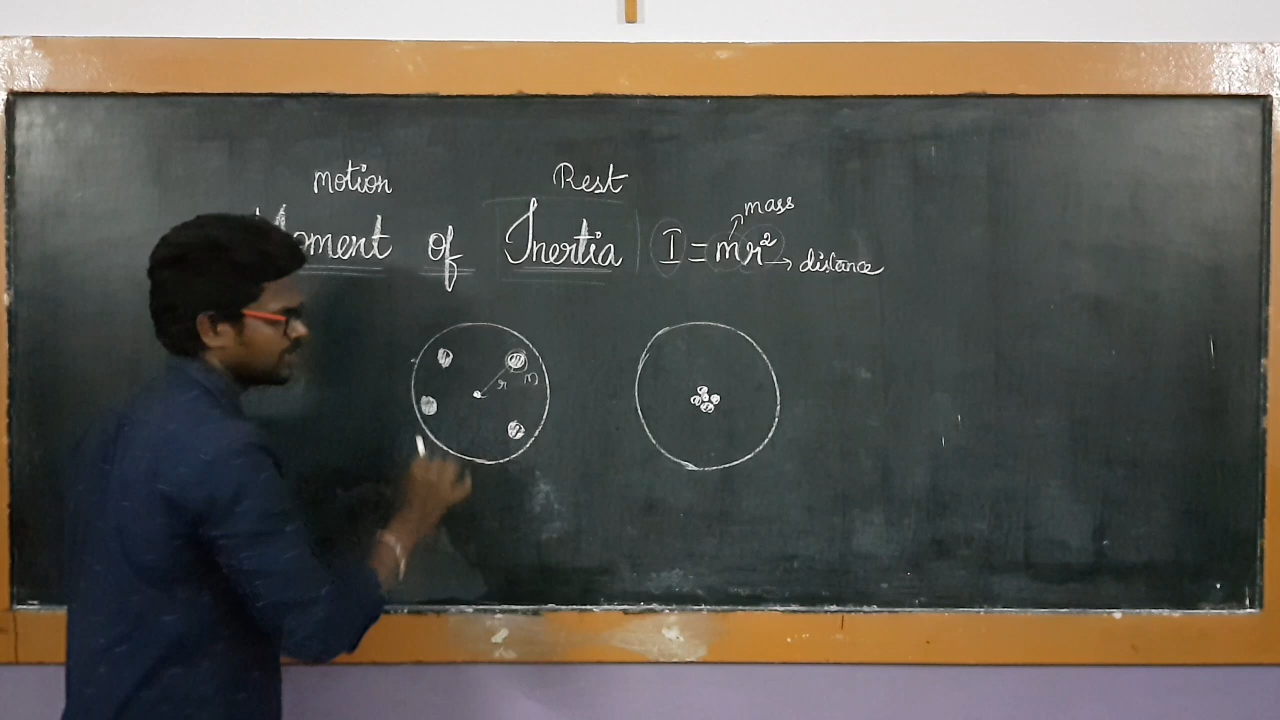 motion Rest
Moment of Inertia I = mr² → distance
mass
r m